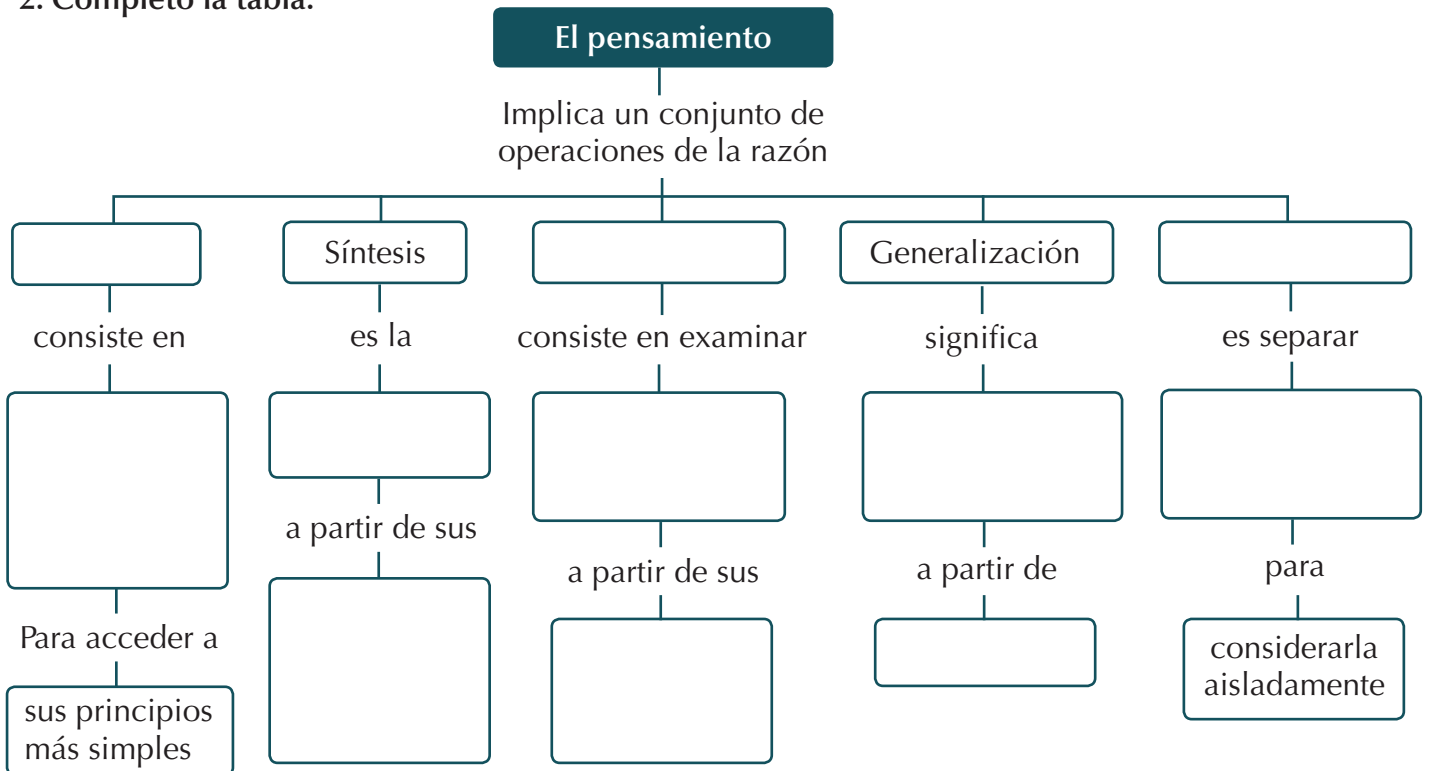 2. Completo la tabla.
El pensamiento
Implica un conjunto de
operaciones de la razón
Síntesis
Generalización
consiste en
es la
consiste en examinar
significa
es separar
a partir de sus
a partir de sus
a partir de
para
Para acceder a
considerarla
aisladamente
sus principios
más simples